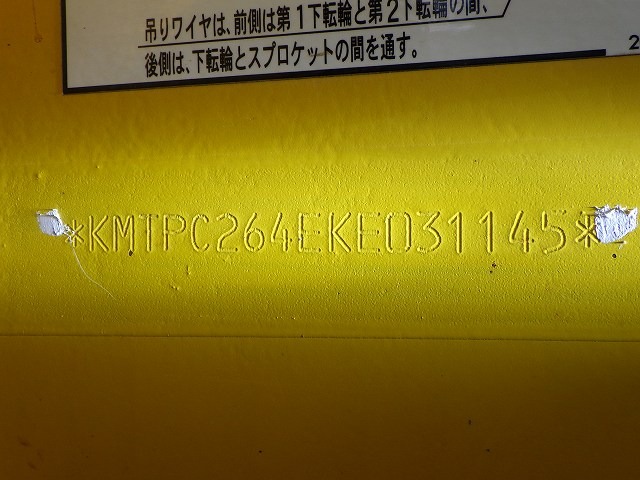 吊りワイヤは、前側は第1下転輪と第2下転輪の間、
後側は、下転輪とスプロケットの間を通す。
2
*KMTPC264EKE031145*